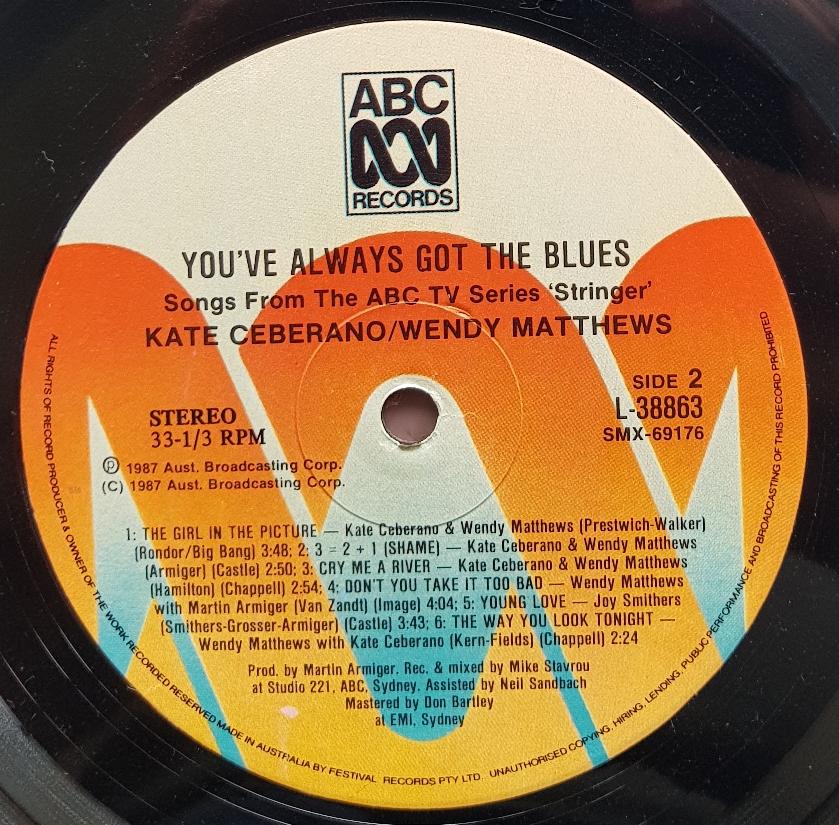 ABC
RECORDS
YOU'VE ALWAYS GOT THE BLUES
Songs From The ABC TV Series 'Stringer'
KATE CEBERANO/WENDY MATTHEWS
SIDE 2
L-38863
SMX-69176
STEREO
33-1/3 RPM
Ⓟ 1987 Aust. Broadcasting Corp.
(C) 1987 Aust. Broadcasting Corp.
1: THE GIRL IN THE PICTURE — Kate Ceberano & Wendy Matthews (Prestwich-Walker)
(Rondor/Big Bang) 3:48; 2: 3 = 2 + 1 (SHAME) — Kate Ceberano & Wendy Matthews
(Armiger) (Castle) 2:50; 3: CRY ME A RIVER — Kate Ceberano & Wendy Matthews
(Hamilton) (Chappell) 2:54; 4: DON'T YOU TAKE IT TOO BAD — Wendy Matthews
with Martin Armiger (Van Zandt) (Image) 4:04; 5: YOUNG LOVE — Joy Smithers
(Smithers-Grosser-Armiger) (Castle) 3:43; 6: THE WAY YOU LOOK TONIGHT —
Wendy Matthews with Kate Ceberano (Kern-Fields) (Chappell) 2:24
Prod. by Martin Armiger. Rec. & mixed by Mike Stavrou
at Studio 221, ABC, Sydney. Assisted by Neil Sandbach
Mastered by Don Bartley
at EMI, Sydney
ALL RIGHTS OF RECORD PRODUCER & OWNER OF THE WORK RECORDED RESERVED MADE IN AUSTRALIA BY FESTIVAL RECORDS PTY LTD. UNAUTHORISED COPYING, HIRING, LENDING, PUBLIC PERFORMANCE AND BROADCASTING OF THIS RECORD PROHIBITED